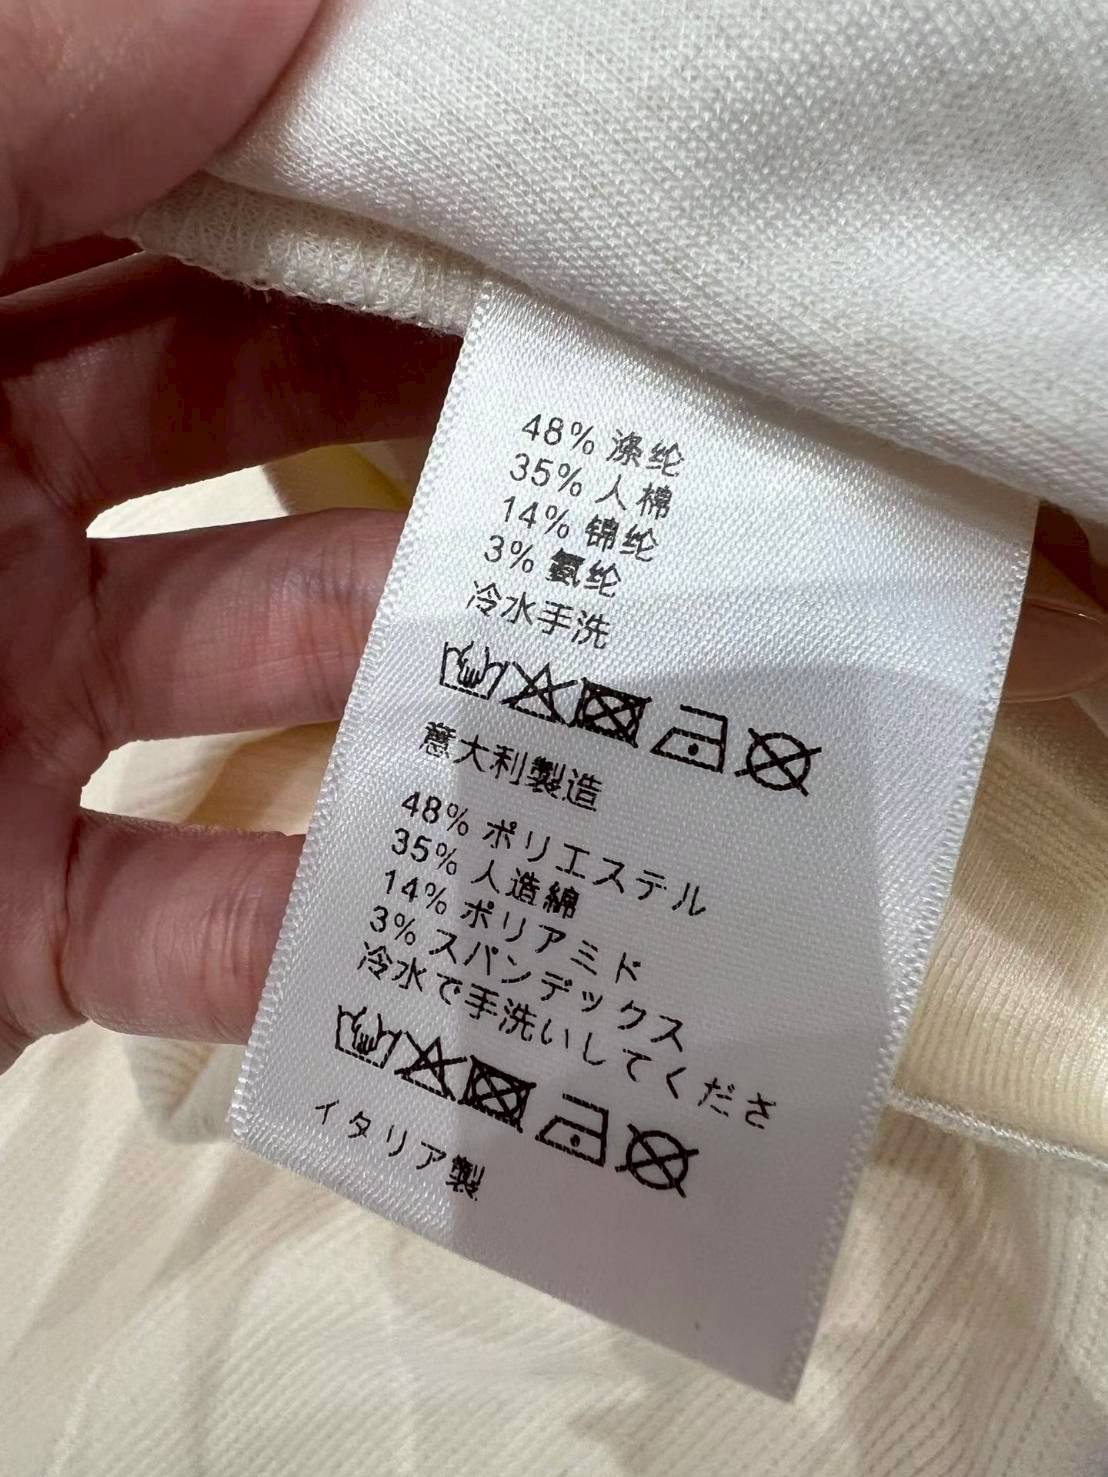 48% 涤纶
35% 人棉
14% 锦纶
3% 氨纶
冷水手洗
意大利製造
48% ポリエステル
35% 人造綿
14% ポリアミド
3% スパンデックス
冷水で手洗いしてくださ
イタリア製